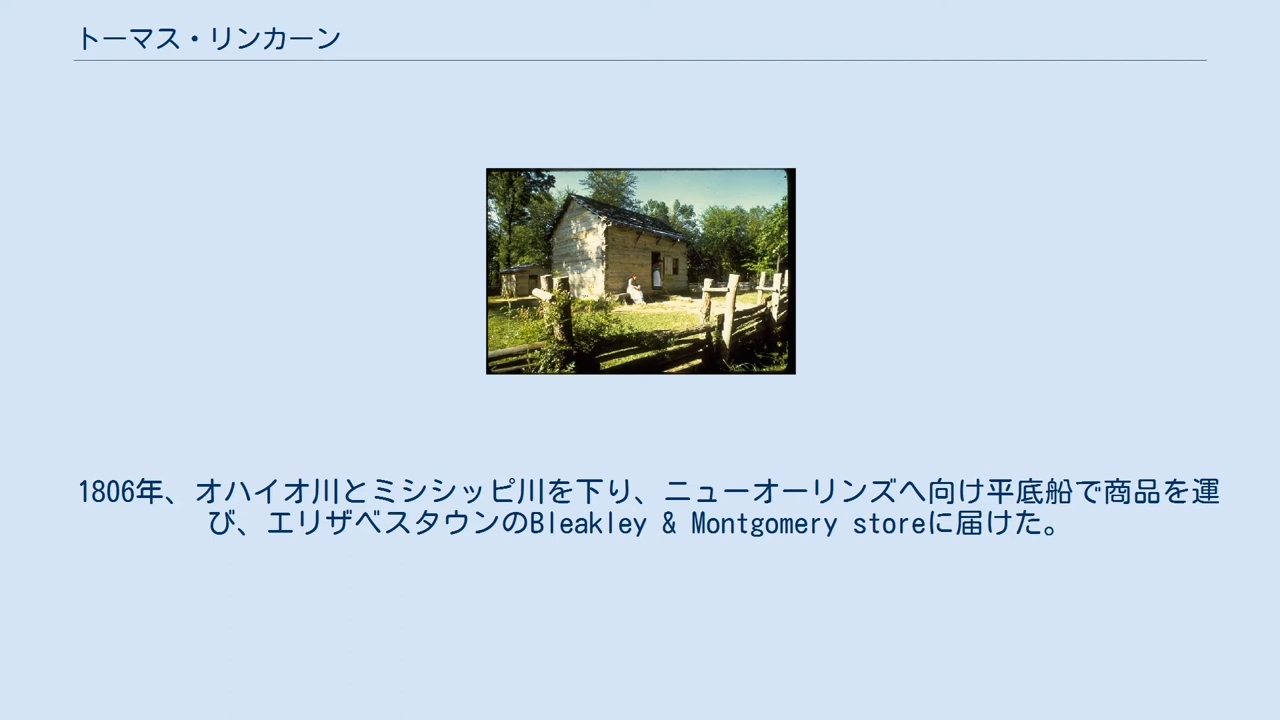 トーマス・リンカーン
1806年、オハイオ川とミシシッピ川を下り、ニューオーリンズへ向け平底船で商品を運
び、エリザベスタウンのBleakley & Montgomery storeに届けた。